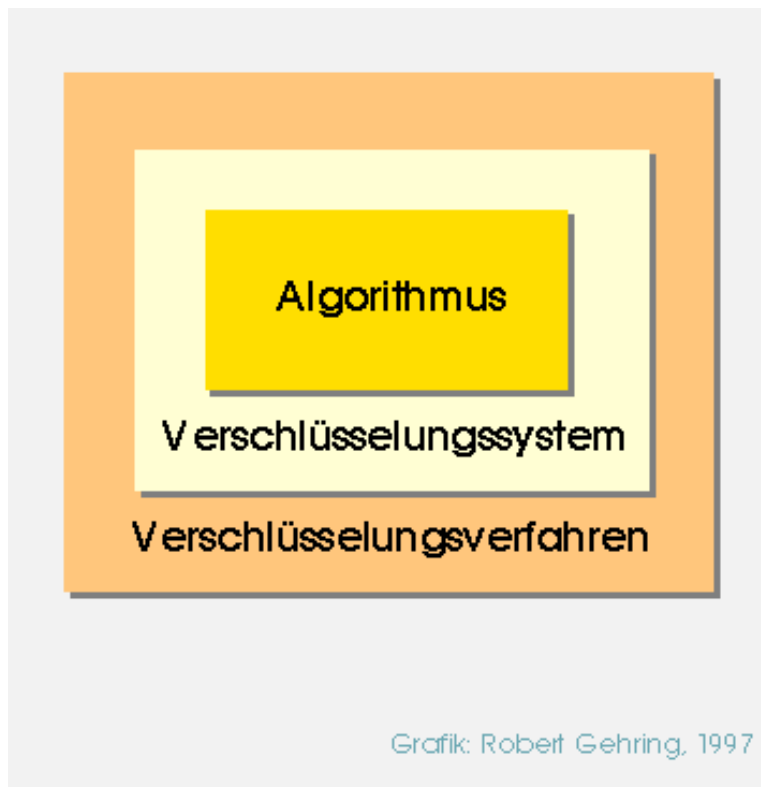 Algorithmus
Verschlüsselungssystem
Verschlüsselungsverfahren
Grafik: Robert Gehring, 1997